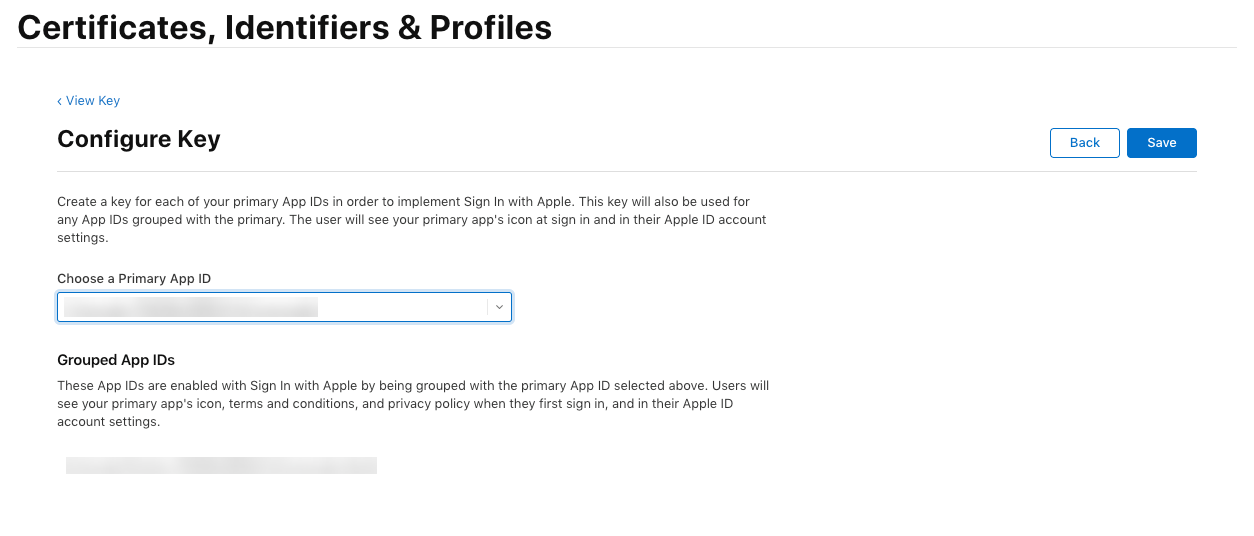 Certificates, Identifiers & Profiles
‹ View Key
Configure Key
Back
Save
Create a key for each of your primary App IDs in order to implement Sign In with Apple. This key will also be used for
any App IDs grouped with the primary. The user will see your primary app's icon at sign in and in their Apple ID account
settings.
Choose a Primary App ID
Grouped App IDs
These App IDs are enabled with Sign In with Apple by being grouped with the primary App ID selected above. Users will
see your primary app's icon, terms and conditions, and privacy policy when they first sign in, and in their Apple ID
account settings.